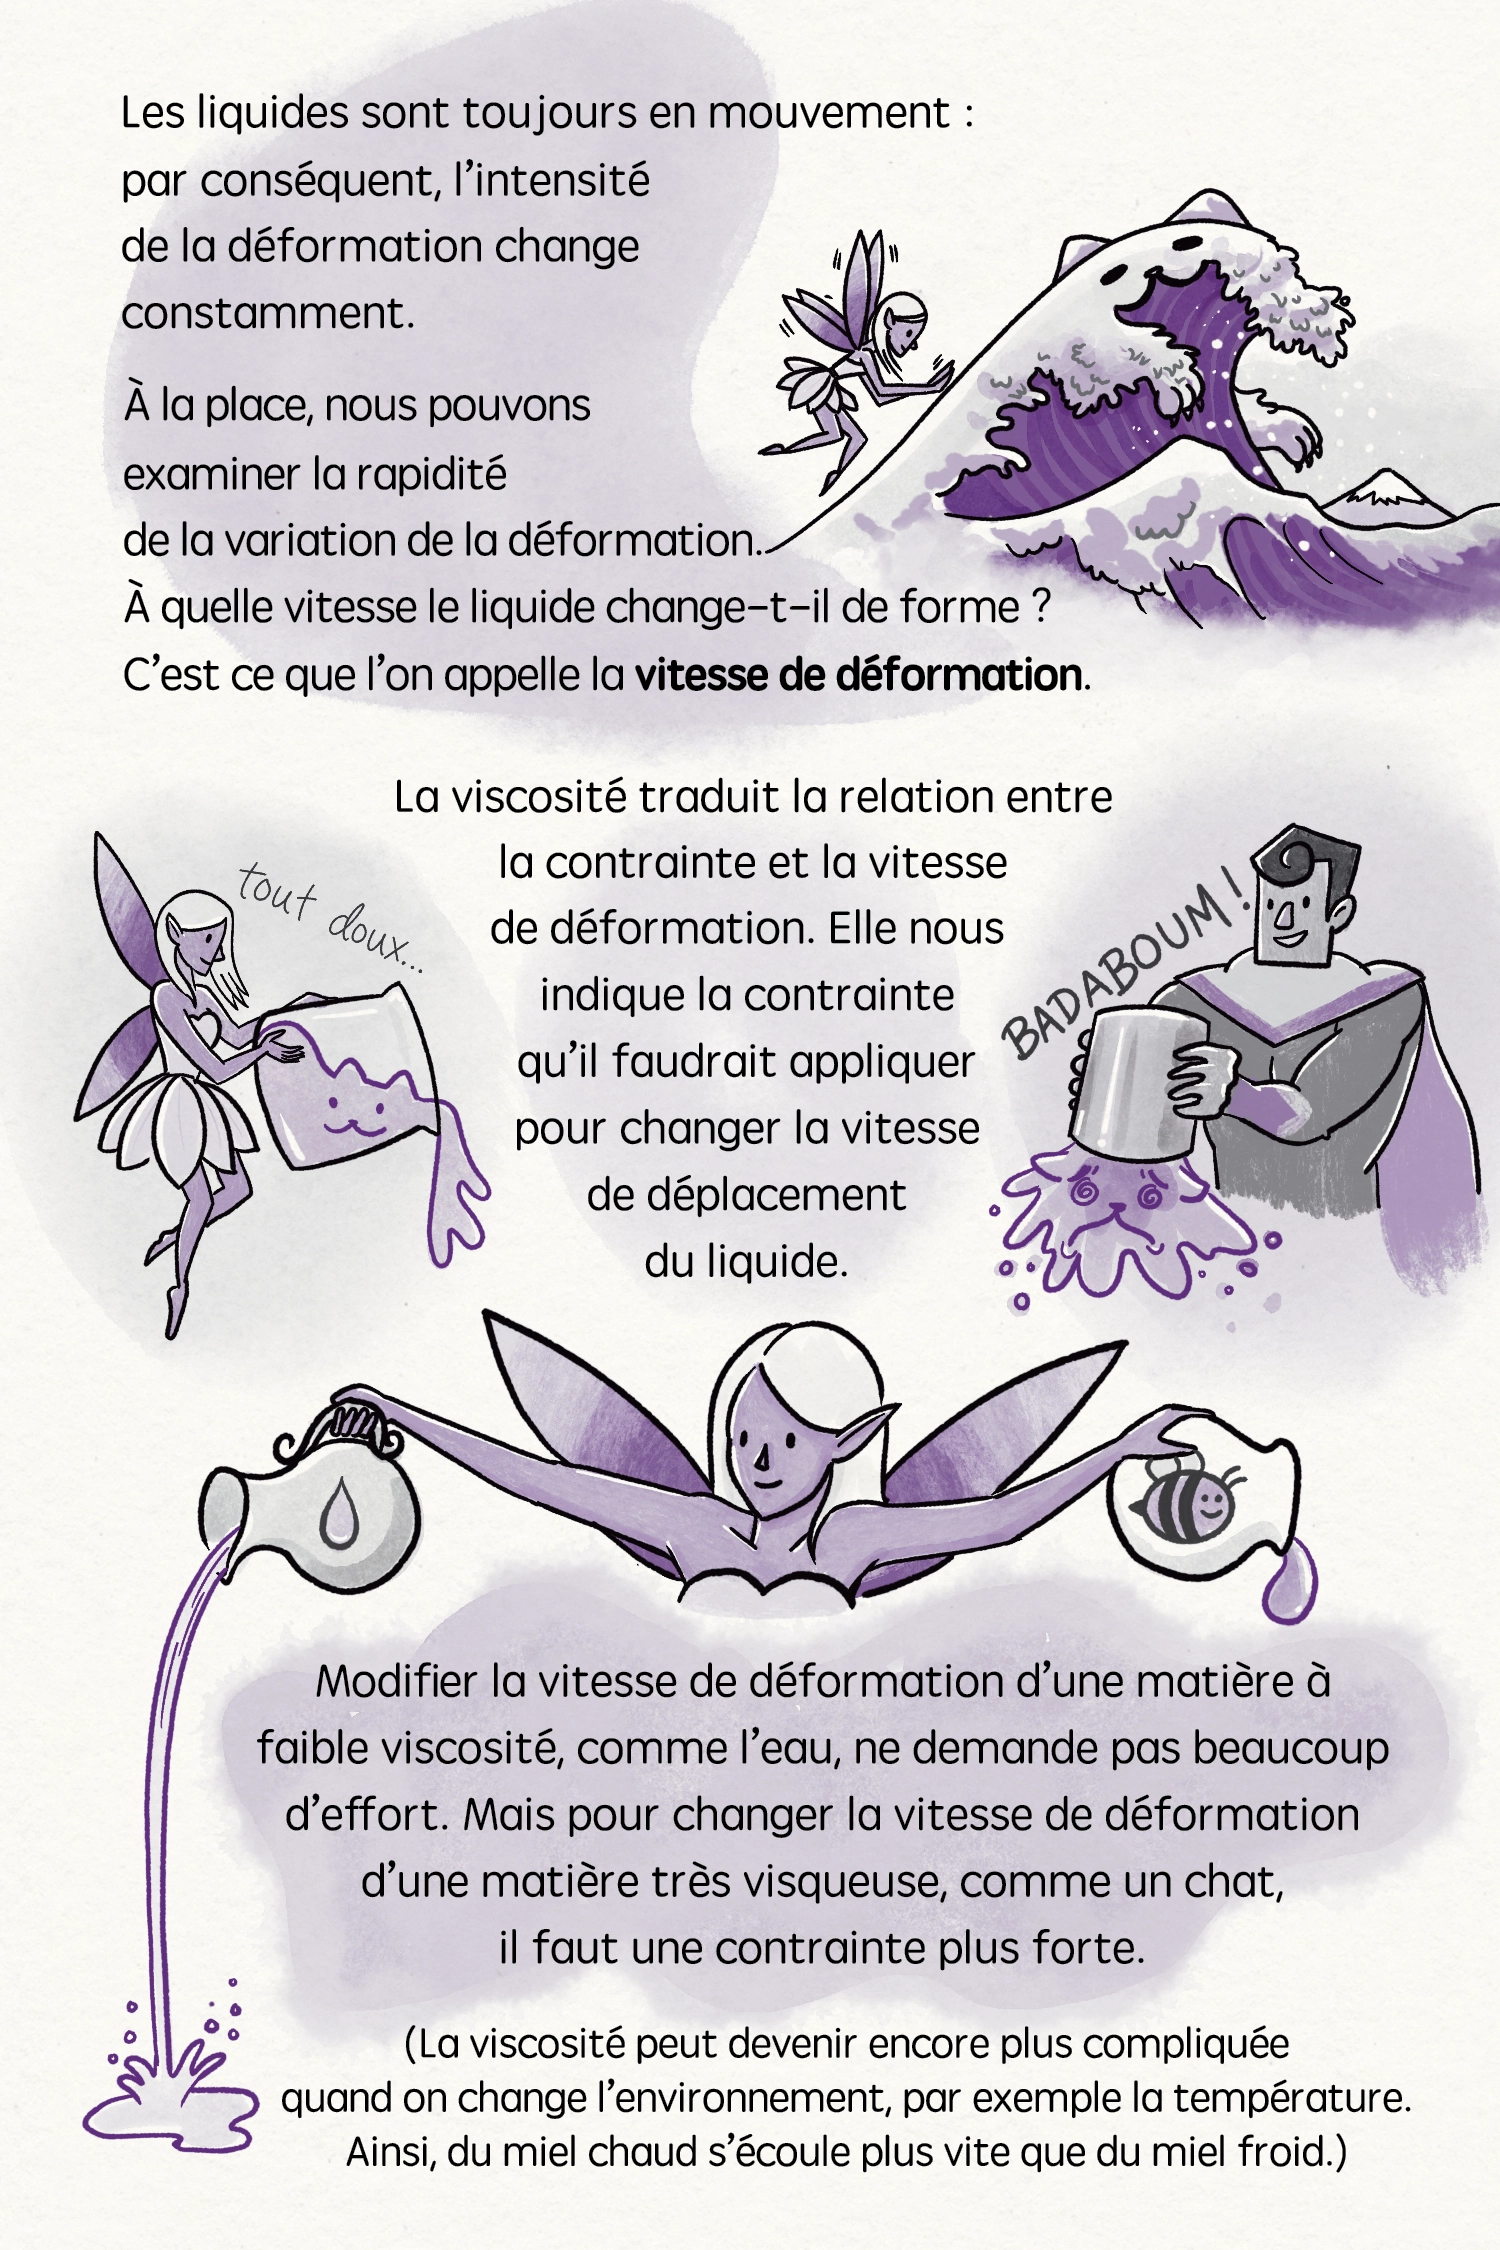 Les liquides sont toujours en mouvement :
par conséquent, l’intensité
de la déformation change
constamment.
À la place, nous pouvons
examiner la rapidité
de la variation de la déformation.
À quelle vitesse le liquide change-t-il de forme ?
C’est ce que l’on appelle la vitesse de déformation.
La viscosité traduit la relation entre
la contrainte et la vitesse
de déformation. Elle nous
indique la contrainte
qu’il faudrait appliquer
pour changer la vitesse
de déplacement
du liquide.
tout doux...
BADABOUM !
Modifier la vitesse de déformation d’une matière à
faible viscosité, comme l’eau, ne demande pas beaucoup
d’effort. Mais pour changer la vitesse de déformation
d’une matière très visqueuse, comme un chat,
il faut une contrainte plus forte.
(La viscosité peut devenir encore plus compliquée
quand on change l’environnement, par exemple la température.
Ainsi, du miel chaud s’écoule plus vite que du miel froid.)